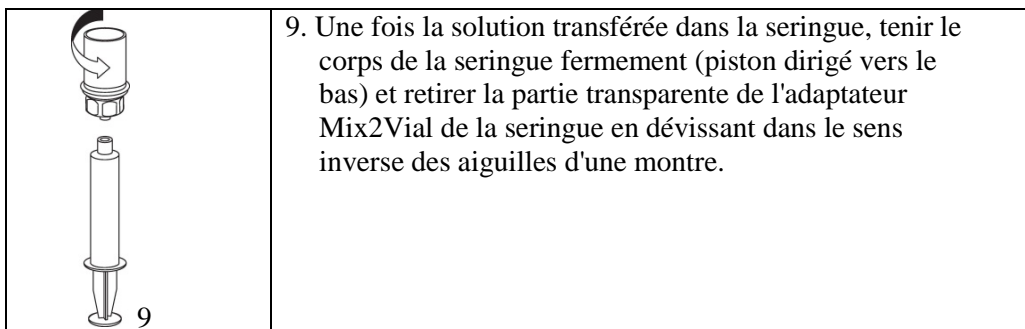 9. Une fois la solution transférée dans la seringue, tenir le
corps de la seringue fermement (piston dirigé vers le
bas) et retirer la partie transparente de l'adaptateur
Mix2Vial de la seringue en dévissant dans le sens
inverse des aiguilles d'une montre.
9